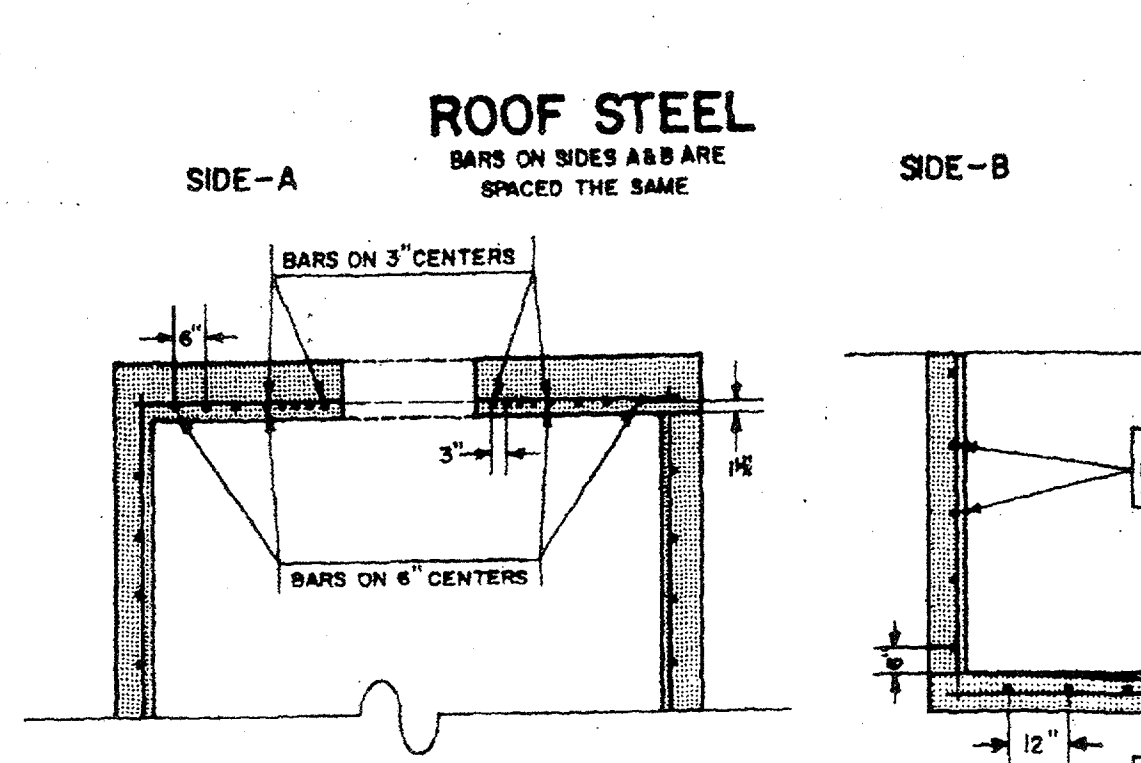 ROOF STEEL
BARS ON SIDES A&B ARE
SPACED THE SAME
SIDE-A
SIDE-B
BARS ON 3" CENTERS
6"
3"
1½"
BARS ON 6" CENTERS
6"
12"